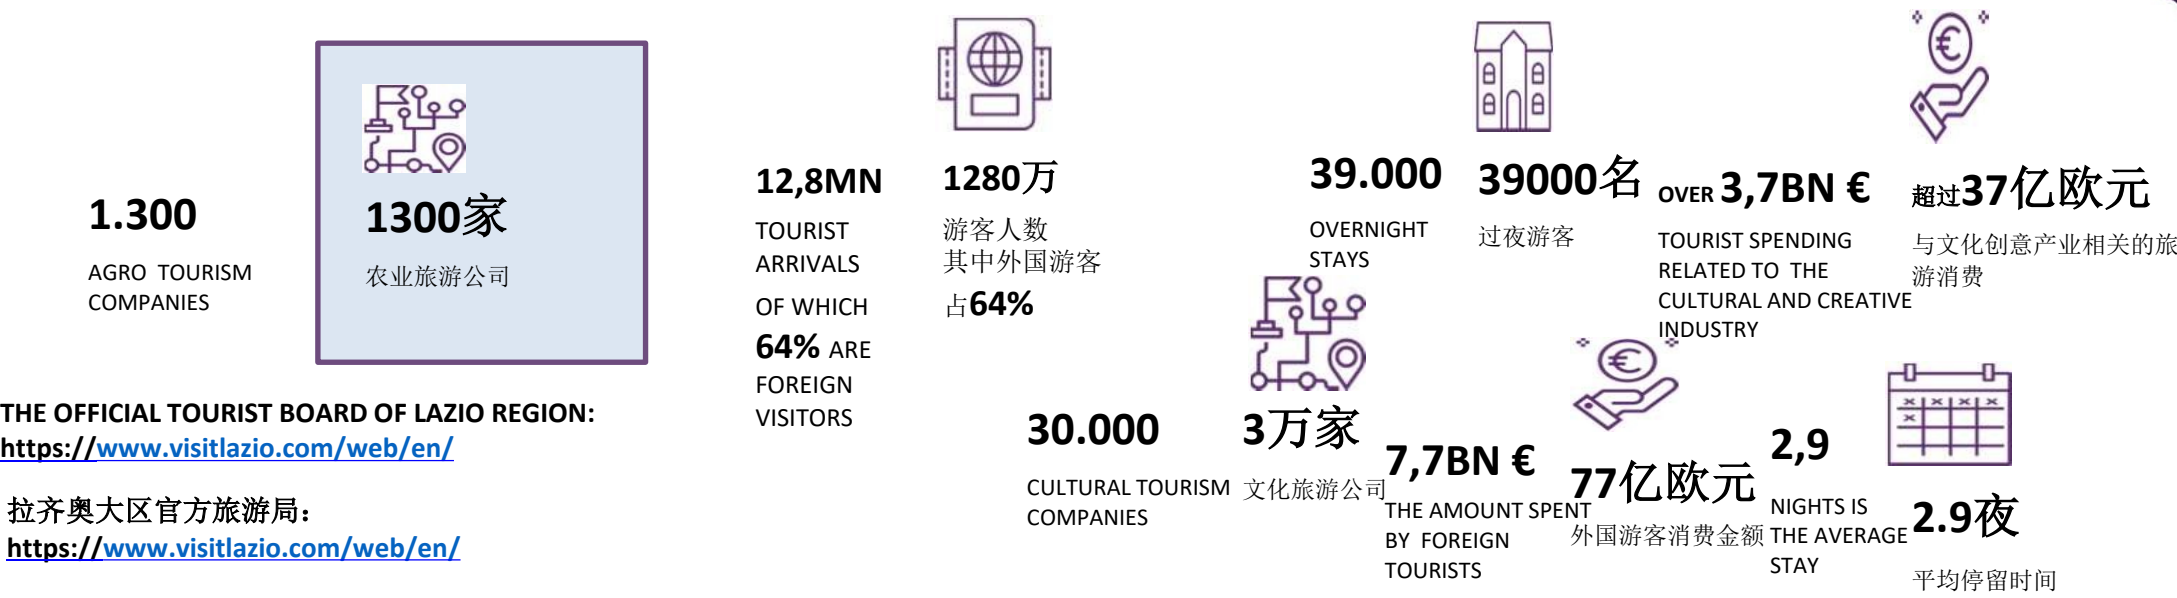 1.300
AGRO TOURISM
COMPANIES
1300家
农业旅游公司
12,8MN
TOURIST
ARRIVALS
OF WHICH
64% ARE
FOREIGN
VISITORS
1280万
游客人数
其中外国游客
占64%
39.000
OVERNIGHT
STAYS
39000名
过夜游客
OVER 3,7BN €
TOURIST SPENDING
RELATED TO THE
CULTURAL AND CREATIVE
INDUSTRY
超过37亿欧元
与文化创意产业相关的旅
游消费
THE OFFICIAL TOURIST BOARD OF LAZIO REGION:
https://www.visitlazio.com/web/en/
拉齐奥大区官方旅游局：
https://www.visitlazio.com/web/en/
30.000
CULTURAL TOURISM
COMPANIES
3万家
文化旅游公司
7,7BN €
THE AMOUNT SPENT
BY FOREIGN
TOURISTS
77亿欧元
外国游客消费金额
2,9
NIGHTS IS
THE AVERAGE
STAY
2.9夜
平均停留时间